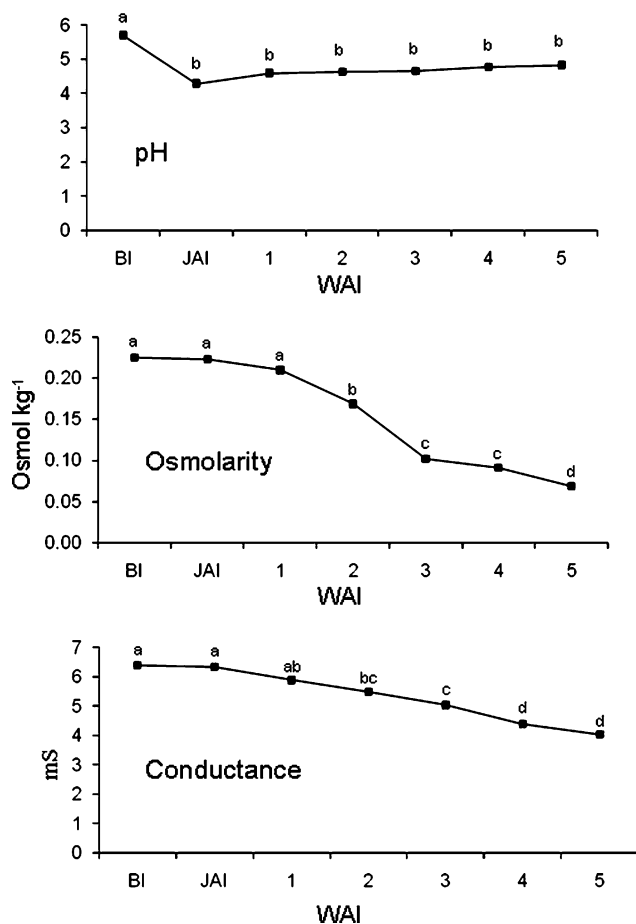 6
a
5
b
b
b
b
b
b
4
3
pH
2
1
0
BI JAI 1 2 3 4 5
WAI
0.25
a
a
a
0.20
b
Osmol kg-1
0.15
0.10
Osmolarity
c
c
d
0.05
0.00
BI JAI 1 2 3 4 5
WAI
7
a
a
ab
6
bc
c
5
d
d
4
mS
3
Conductance
2
1
0
BI JAI 1 2 3 4 5
WAI